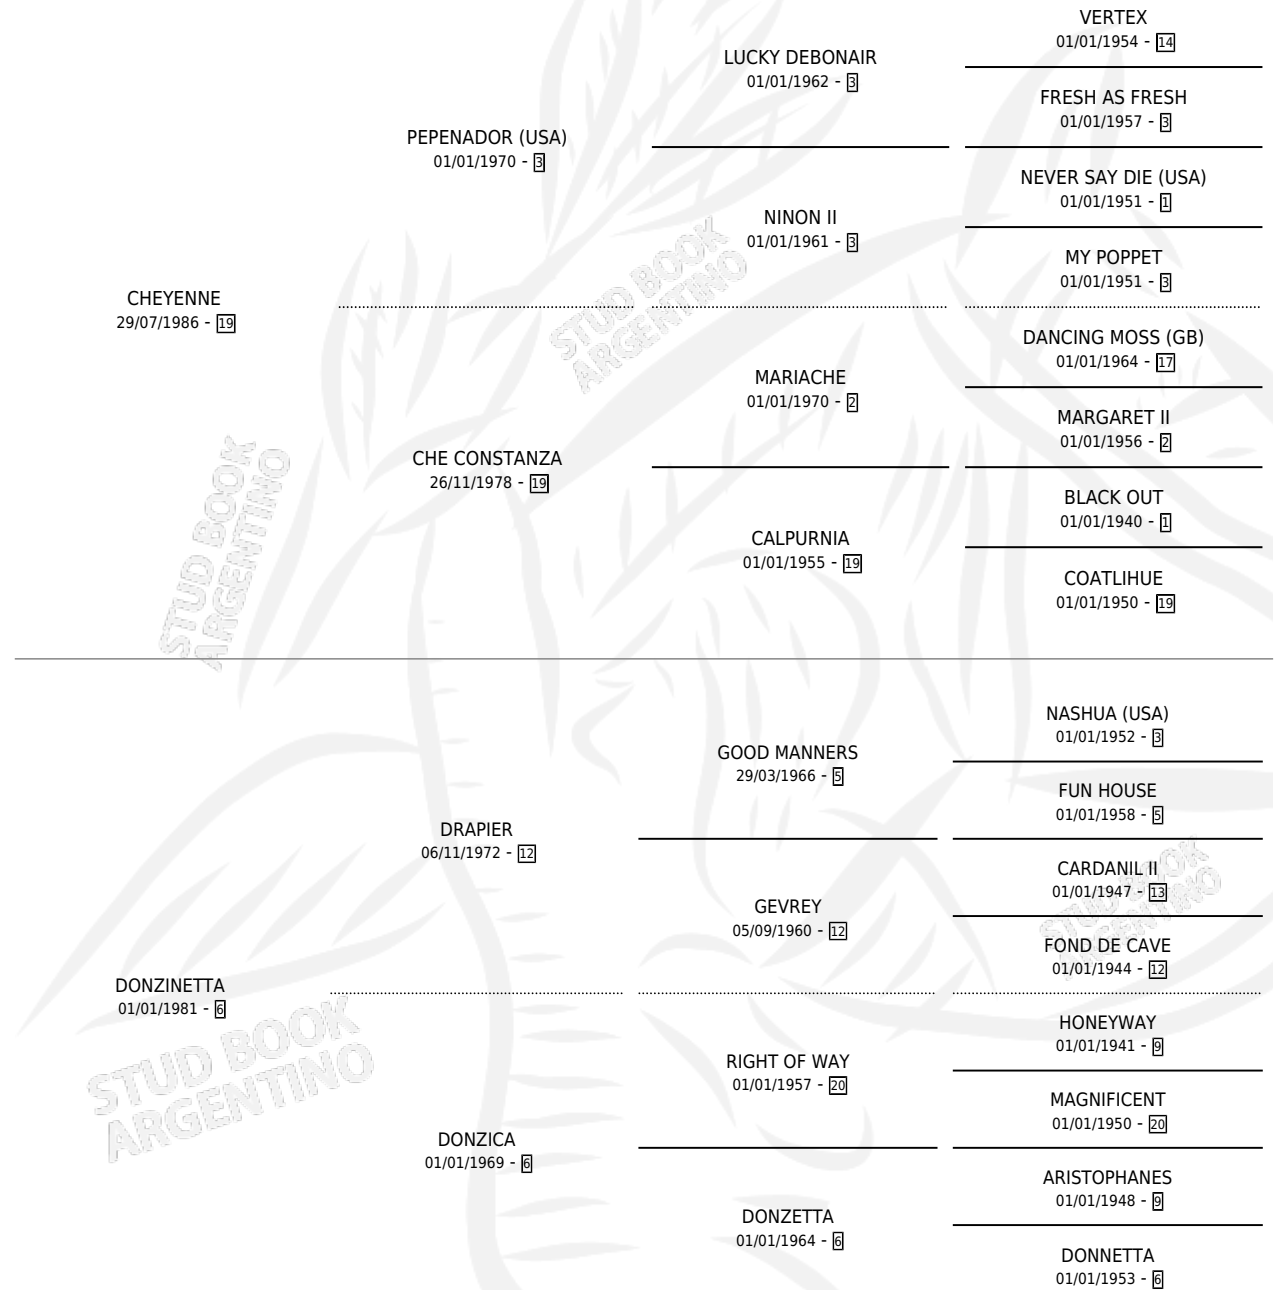 VERTEX
01/01/1954 - 14
LUCKY DEBONAIR
01/01/1962 - 3
FRESH AS FRESH
01/01/1957 - 3
PEPENADOR (USA)
01/01/1970 - 3
NEVER SAY DIE (USA)
01/01/1951 - 1
NINON II
01/01/1961 - 3
MY POPPET
01/01/1951 - 3
CHEYENNE
29/07/1986 - 19
DANCING MOSS (GB)
01/01/1964 - 17
MARIACHE
01/01/1970 - 2
MARGARET II
01/01/1956 - 2
CHE CONSTANZA
26/11/1978 - 19
BLACK OUT
01/01/1940 - 1
CALPURNIA
01/01/1955 - 19
COATLIHUE
01/01/1950 - 19
STUD BOOK
ARGENTINO
STUD BOOK
ARGENTINO
NASHUA (USA)
01/01/1952 - 3
GOOD MANNERS
29/03/1966 - 5
FUN HOUSE
01/01/1958 - 5
DRAPIER
06/11/1972 - 12
CARDANIL II
01/01/1947 - 13
GEVREY
05/09/1960 - 12
FOND DE CAVE
01/01/1944 - 12
STUD BOOK
ARGENTINO
DONZINETTA
01/01/1981 - 6
HONEYWAY
01/01/1941 - 9
RIGHT OF WAY
01/01/1957 - 20
MAGNIFICENT
01/01/1950 - 20
DONZICA
01/01/1969 - 6
ARISTOPHANES
01/01/1948 - 9
DONZETTA
01/01/1964 - 6
DONNETTA
01/01/1953 - 6
STUD BOOK
ARGENTINO